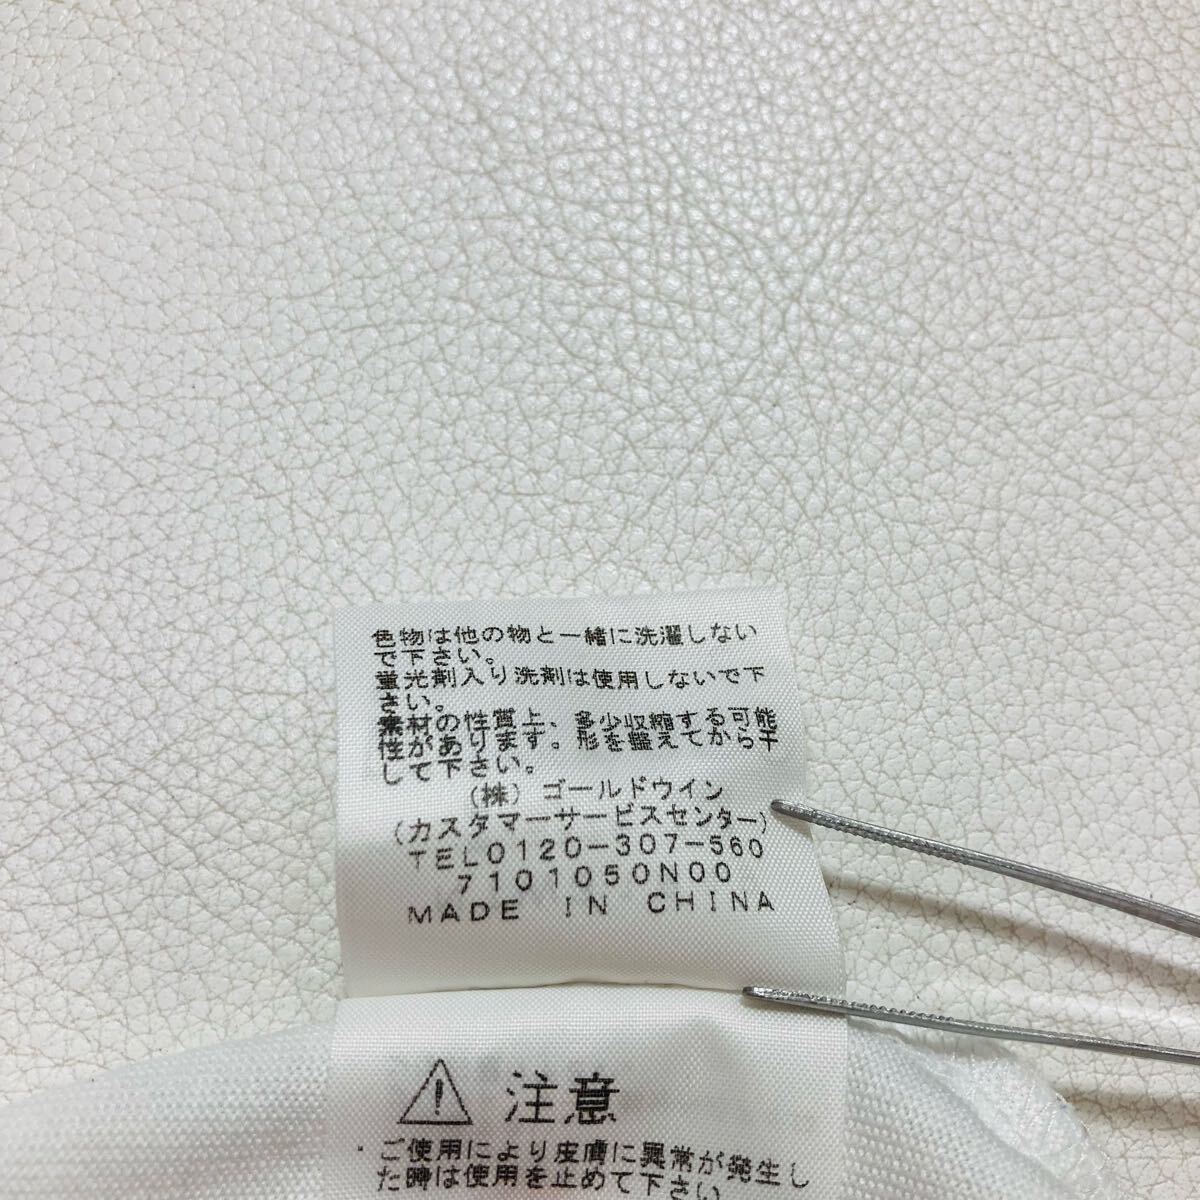 色物は他の物と一緒に洗濯しない
で下さい。
蛍光剤入り洗剤は使用しないで下
さい。
素材の性質上、多少収縮する可能
性があります。形を整えてから干
して下さい。
(株)ゴールドウイン
(カスタマーサービスセンター)
TEL0120-307-560
7101050N00
MADE IN CHINA
注意
・ご使用により皮膚に異常が発生し
た時は使用を止めて下さい